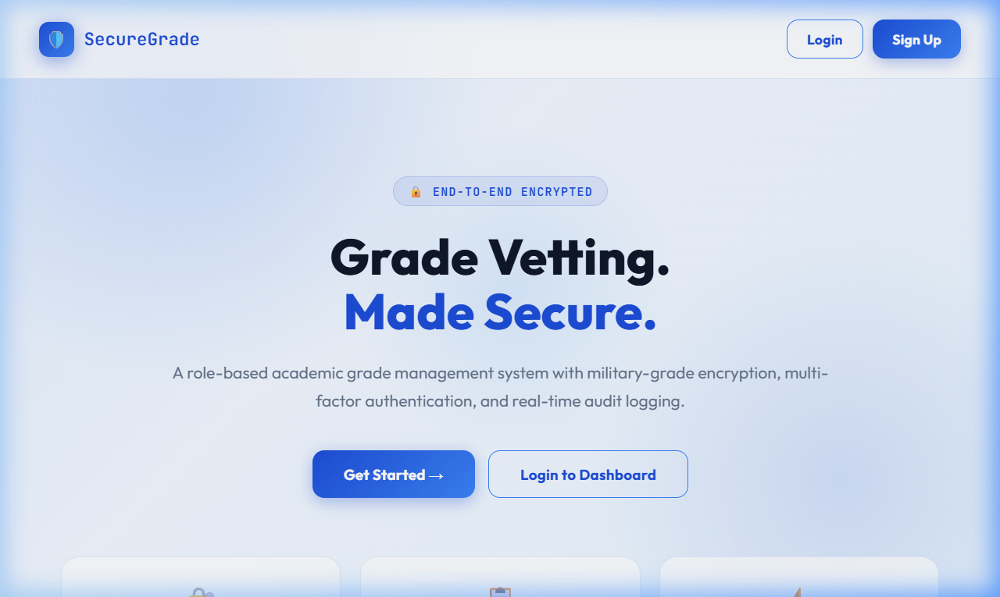 SecureGrade
Login
Sign Up
END-TO-END ENCRYPTED
Grade Vetting.
Made Secure.
A role-based academic grade management system with military-grade encryption, multi-
factor authentication, and real-time audit logging.
Get Started →
Login to Dashboard